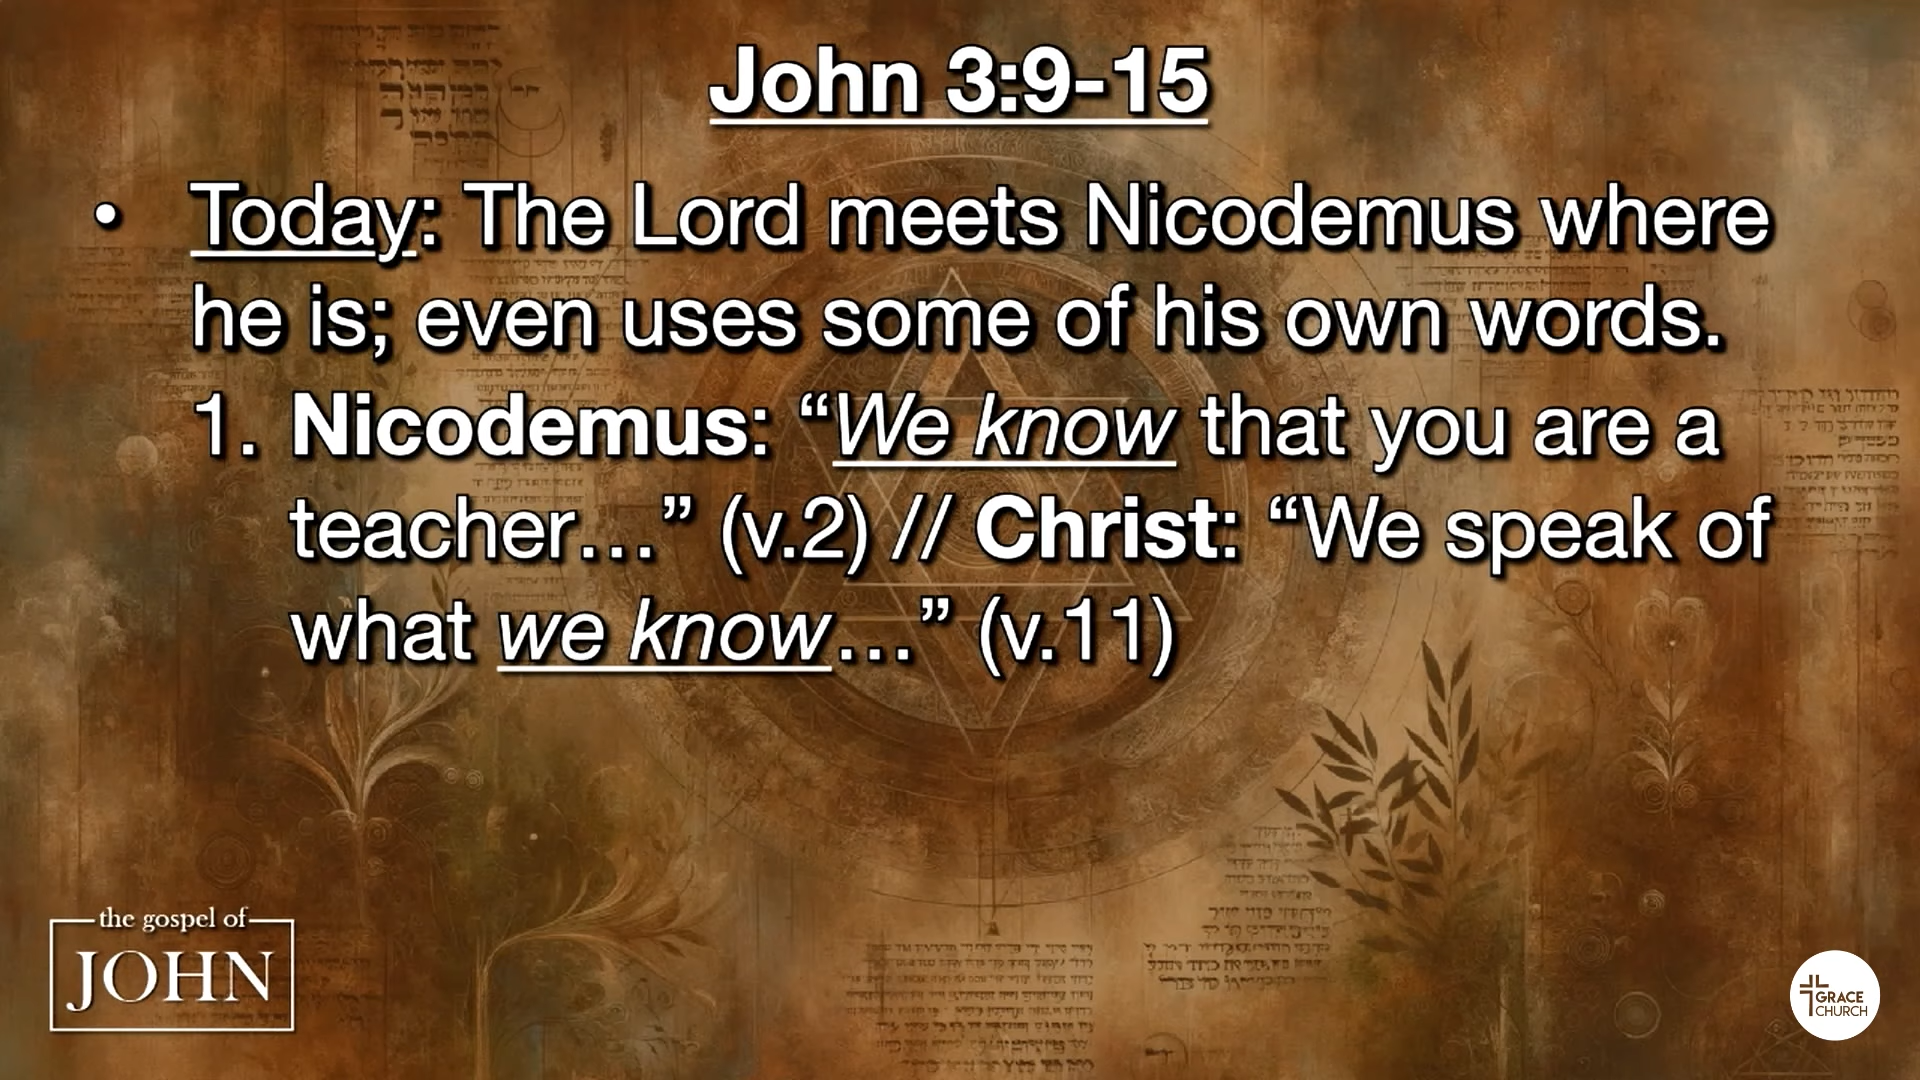 John 3:9-15
• Today: The Lord meets Nicodemus where
he is; even uses some of his own words.
1. Nicodemus: “We know that you are a
teacher…” (v.2) // Christ: “We speak of
what we know…” (v.11)
the gospel of
JOHN
GRACE
CHURCH